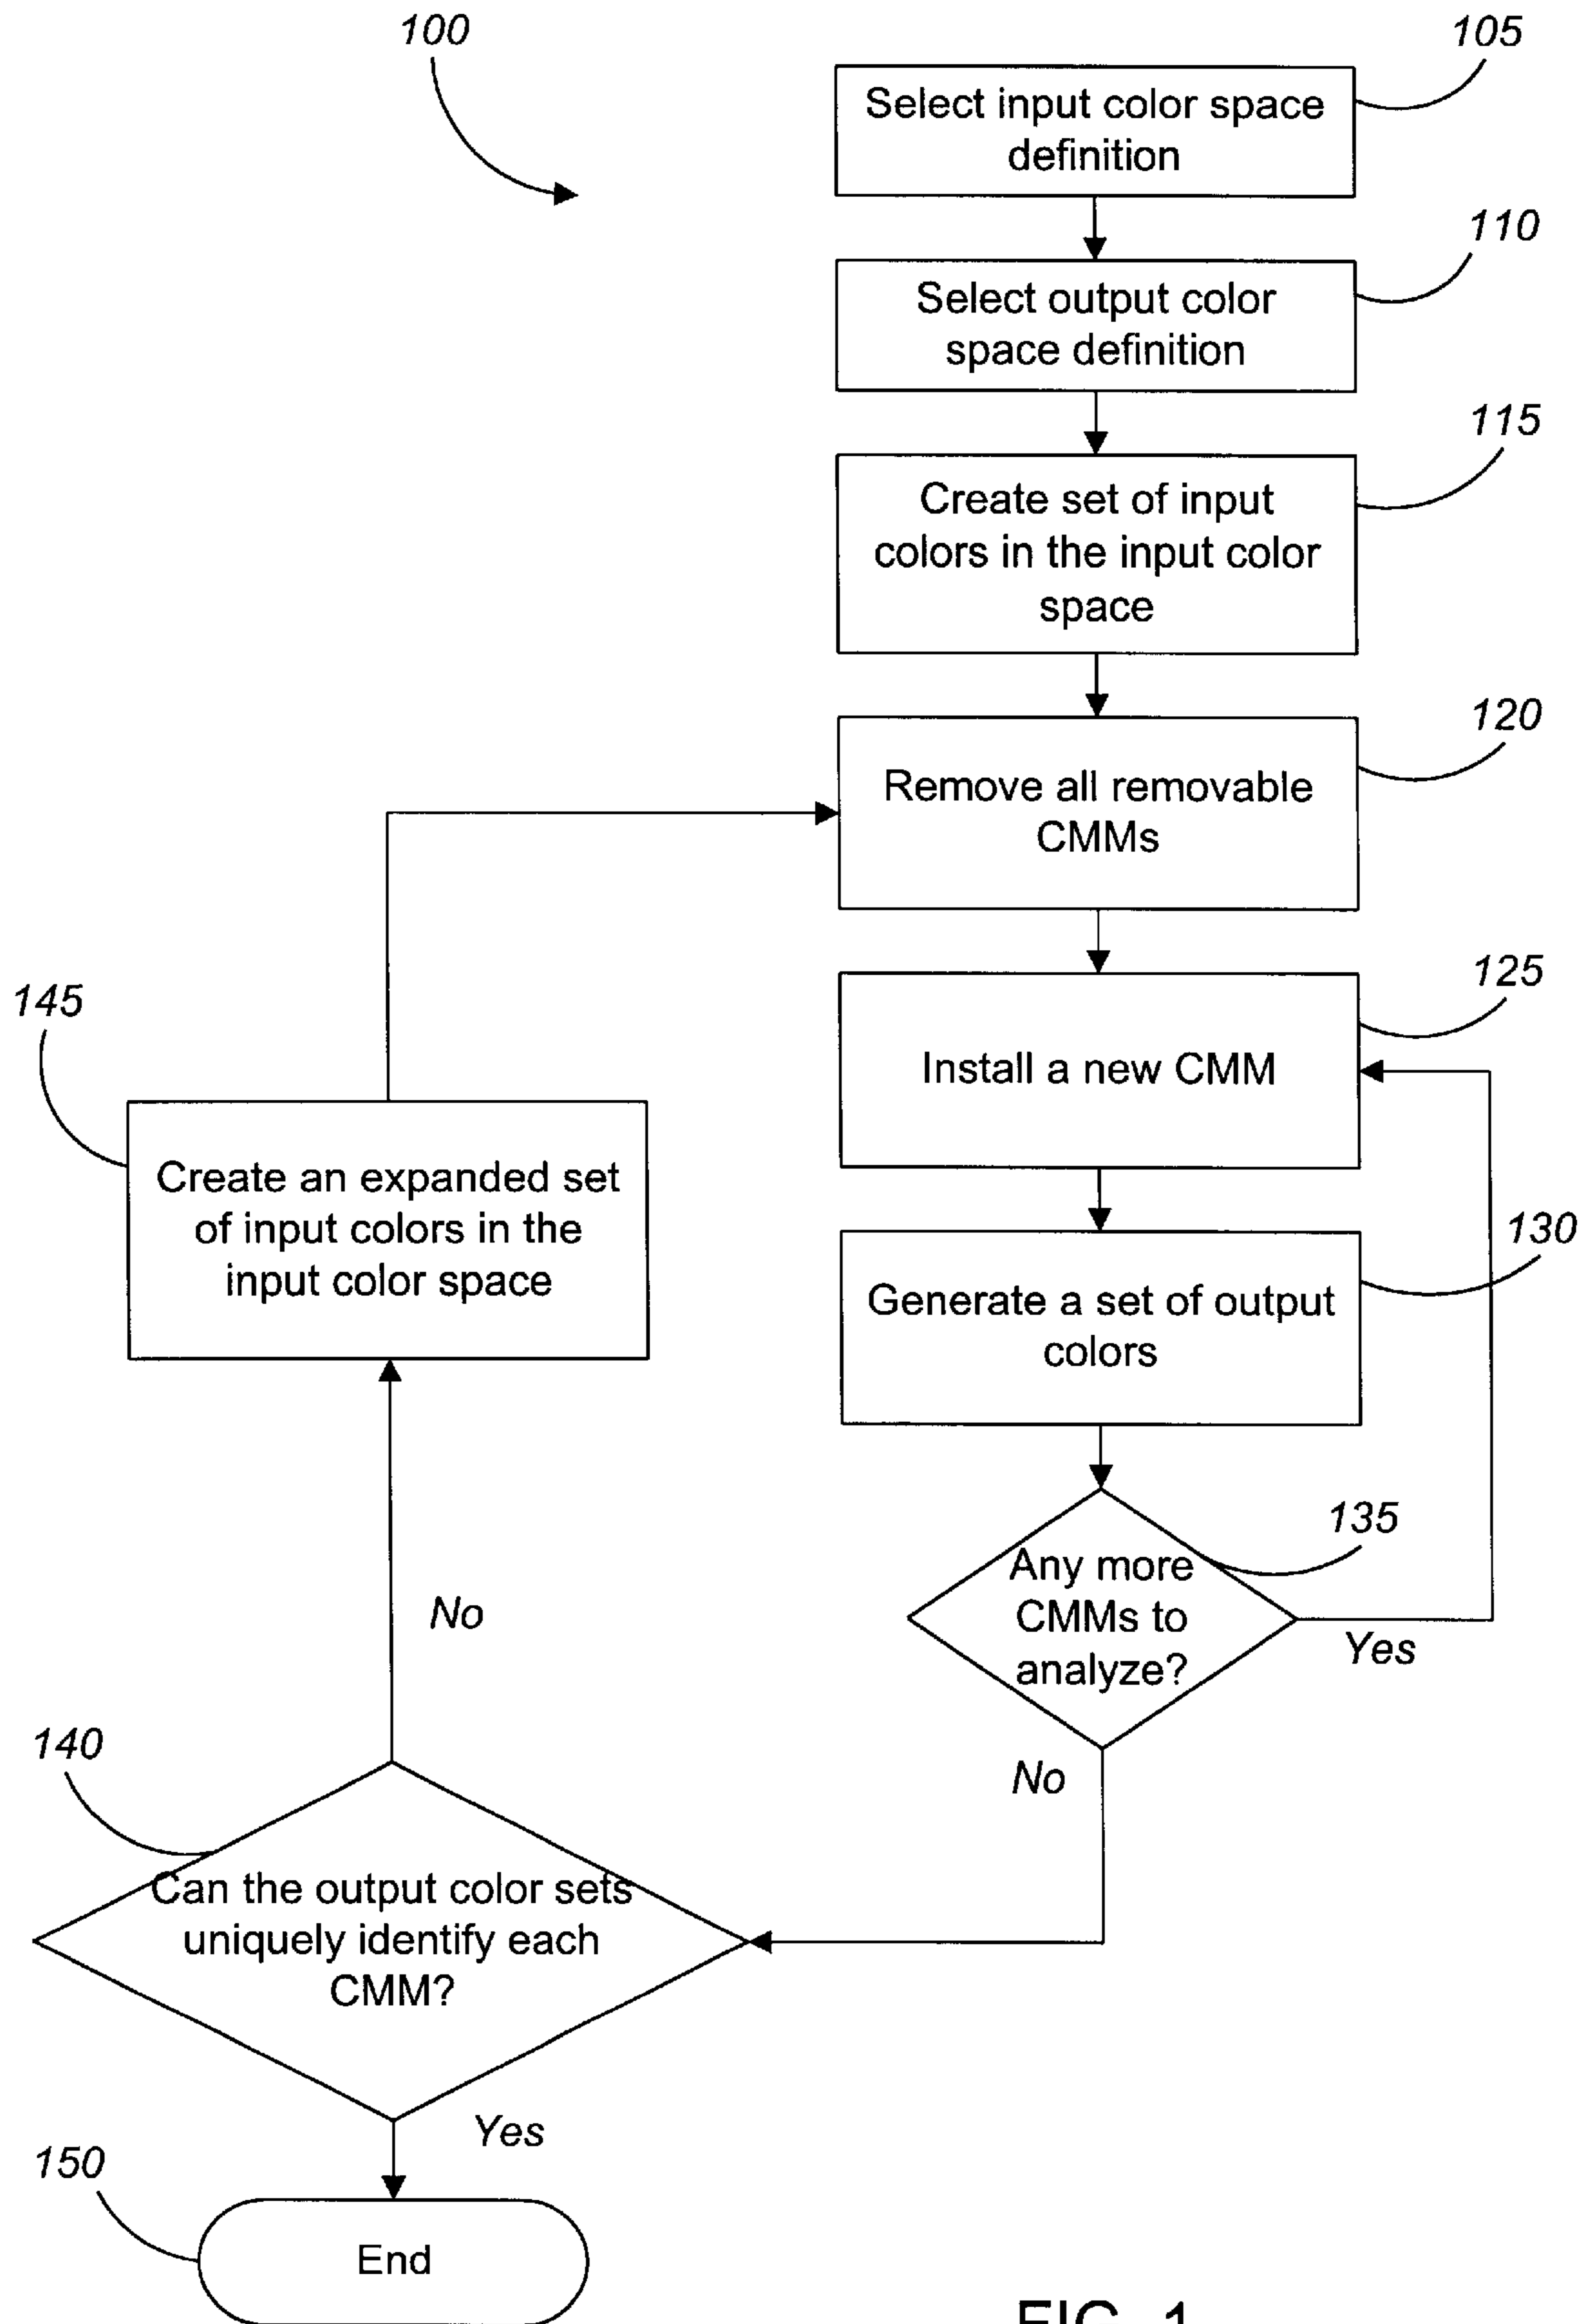 100
105
Select input color space
definition
110
Select output color
space definition
115
Create set of input
colors in the input color
space
120
Remove all removable
CMMs
125
Install a new CMM
145
Create an expanded set
of input colors in the
input color space
130
Generate a set of output
colors
135
Any more
CMMs to
analyze?
Yes
No
No
140
Can the output color sets
uniquely identify each
CMM?
Yes
150
End
FIG. 1